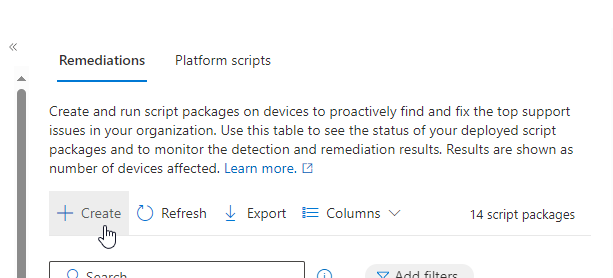 Remediations Platform scripts
Create and run script packages on devices to proactively find and fix the top support
issues in your organization. Use this table to see the status of your deployed script
packages and to monitor the detection and remediation results. Results are shown as
number of devices affected. Learn more.
Create Refresh Export Columns 14 script packages
Search Add filters